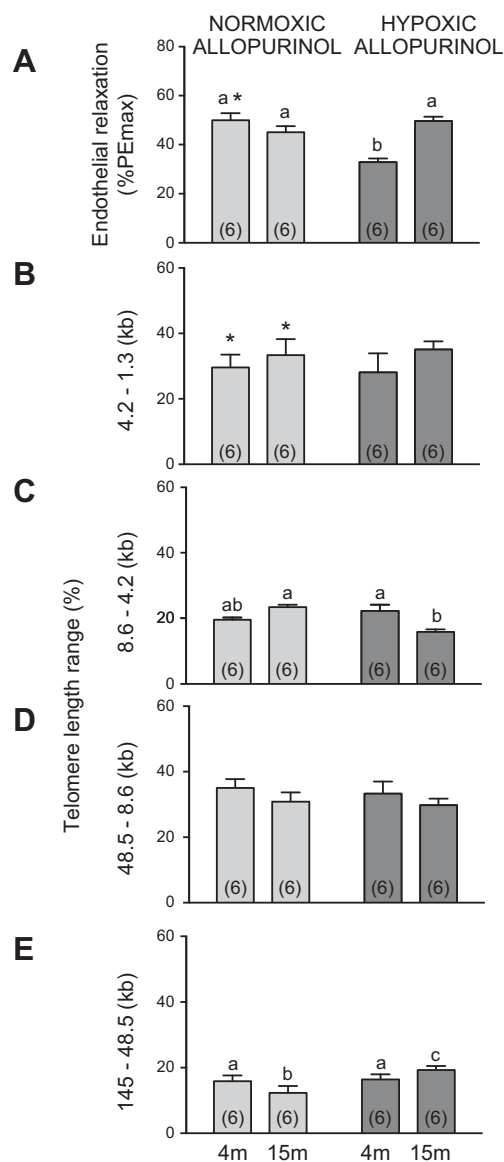 NORMOXIC HYPOXIC
ALLOPURINOL ALLOPURINOL
A
Endothelial relaxation
(%PEmax)
80
60
40
20
0
a * a b a
(6) (6) (6) (6)
B
4.2 - 1.3 (kb)
60
40
20
0
* *
(6) (6) (6) (6)
Telomere length range (%)
C
8.6 - 4.2 (kb)
60
40
20
0
ab a a b
(6) (6) (6) (6)
D
48.5 - 8.6 (kb)
60
40
20
0
(6) (6) (6) (6)
E
145 - 48.5 (kb)
60
40
20
0
a b a c
(6) (6) (6) (6)
4m 15m 4m 15m